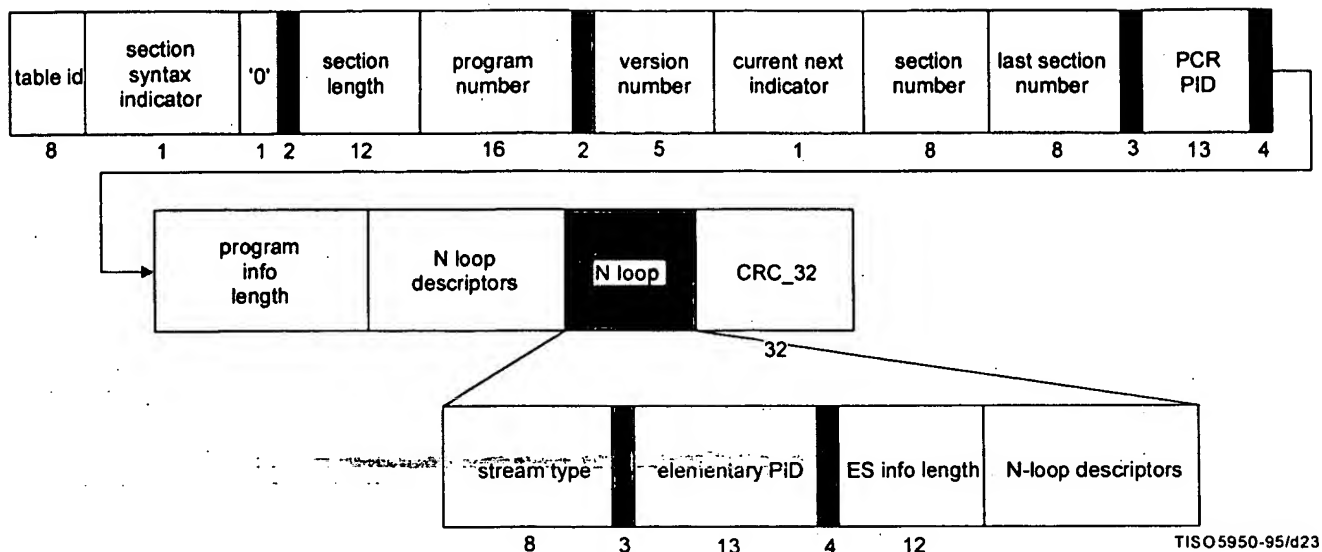 table id
section
syntax
indicator
'0'
section
length
program
number
version
number
current next
indicator
section
number
last section
number
PCR
PID
8 1 1 2 12 16 2 5 1 8 8 3 13 4
program
info
length
N loop
descriptors
N loop
CRC_32
32
stream type
elementary PID
ES info length
N-loop descriptors
8 3 13 4 12
TISO5950-95/d23